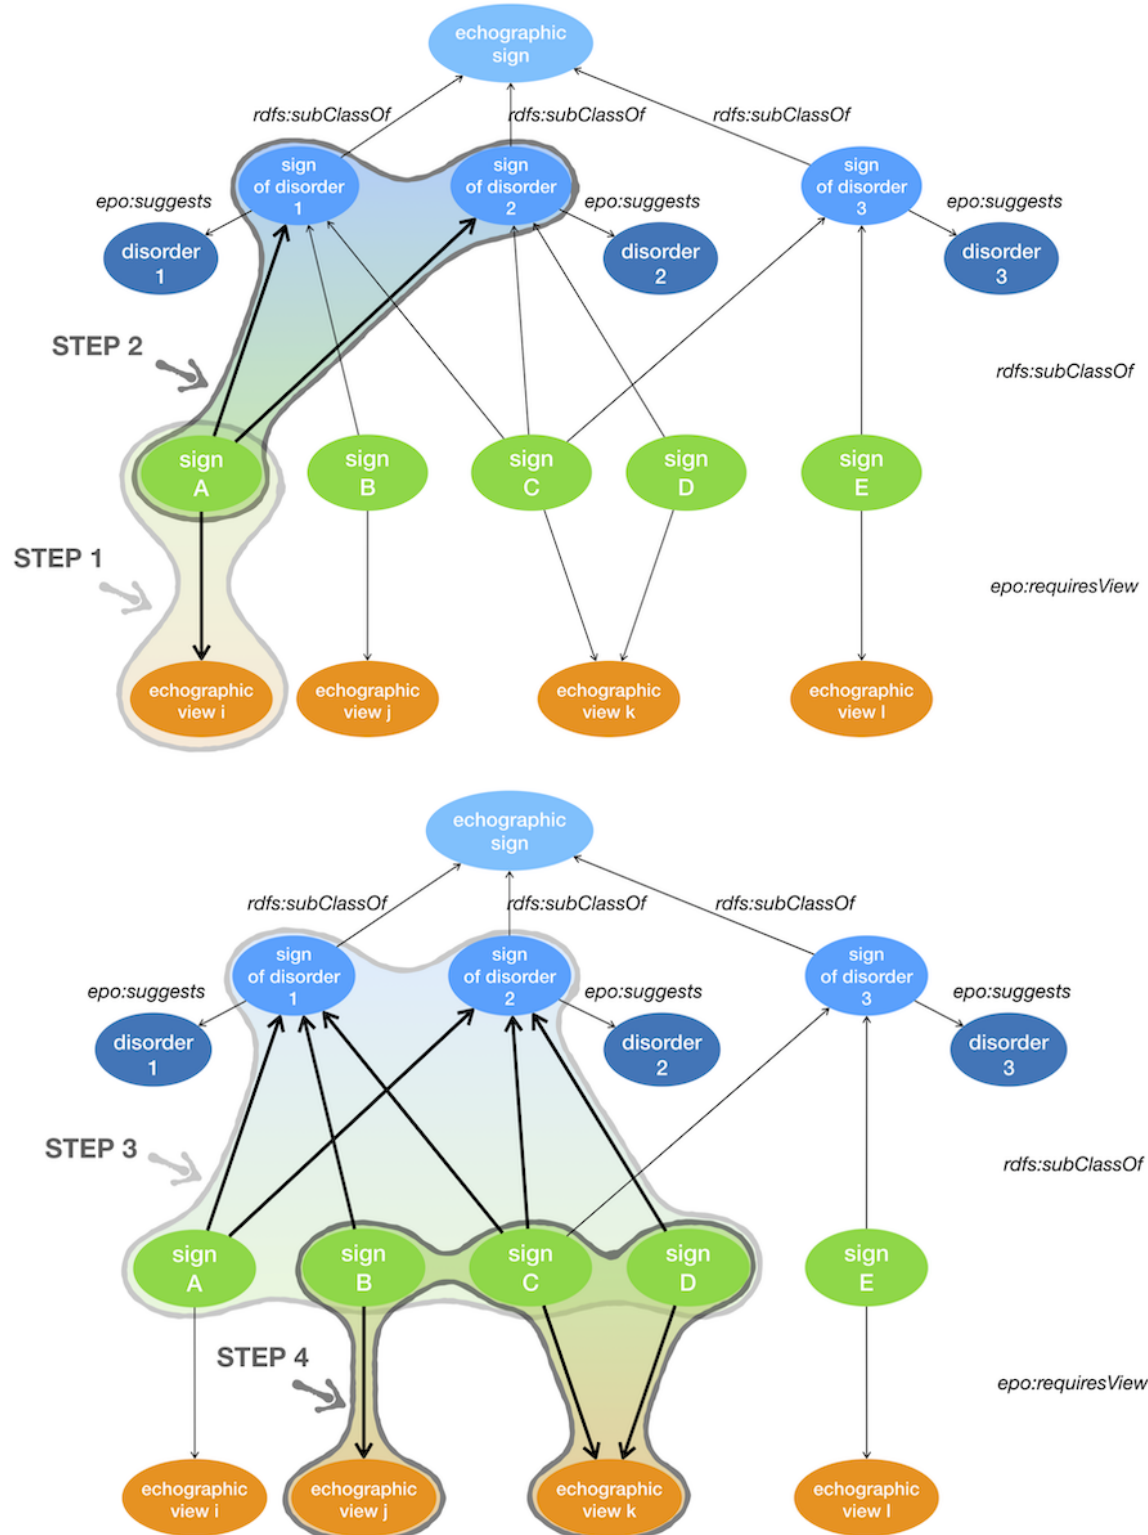 echographic
sign
rdfs:subClassOf
rdfs:subClassOf
rdfs:subClassOf
sign
of disorder
1
sign
of disorder
2
sign
of disorder
3
epo:suggests
epo:suggests
epo:suggests
disorder
1
disorder
2
disorder
3
STEP 2
rdfs:subClassOf
sign
A
sign
B
sign
C
sign
D
sign
E
STEP 1
epo:requiresView
echographic
view i
echographic
view j
echographic
view k
echographic
view l
echographic
sign
rdfs:subClassOf
rdfs:subClassOf
rdfs:subClassOf
sign
of disorder
1
sign
of disorder
2
sign
of disorder
3
epo:suggests
epo:suggests
epo:suggests
disorder
1
disorder
2
disorder
3
STEP 3
rdfs:subClassOf
sign
A
sign
B
sign
C
sign
D
sign
E
STEP 4
epo:requiresView
echographic
view i
echographic
view j
echographic
view k
echographic
view l